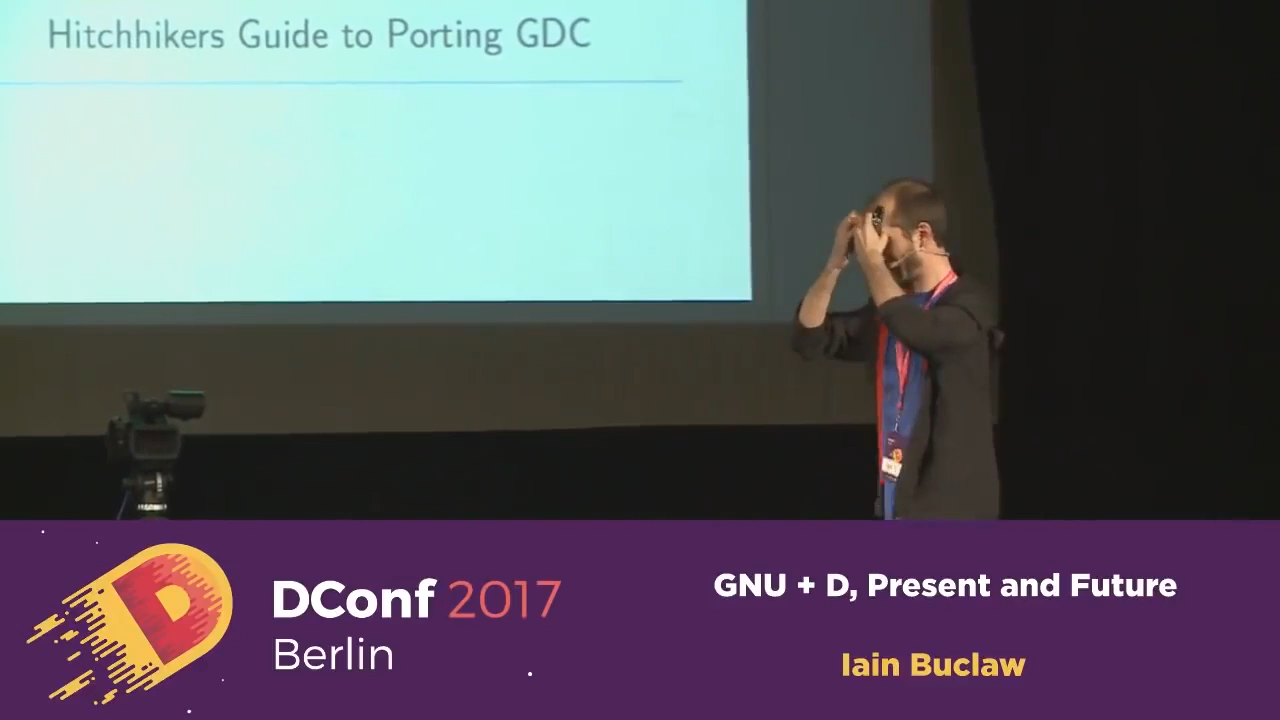 Hitchhikers Guide to Porting GDC
DConf 2017
Berlin
GNU + D, Present and Future
Iain Buclaw